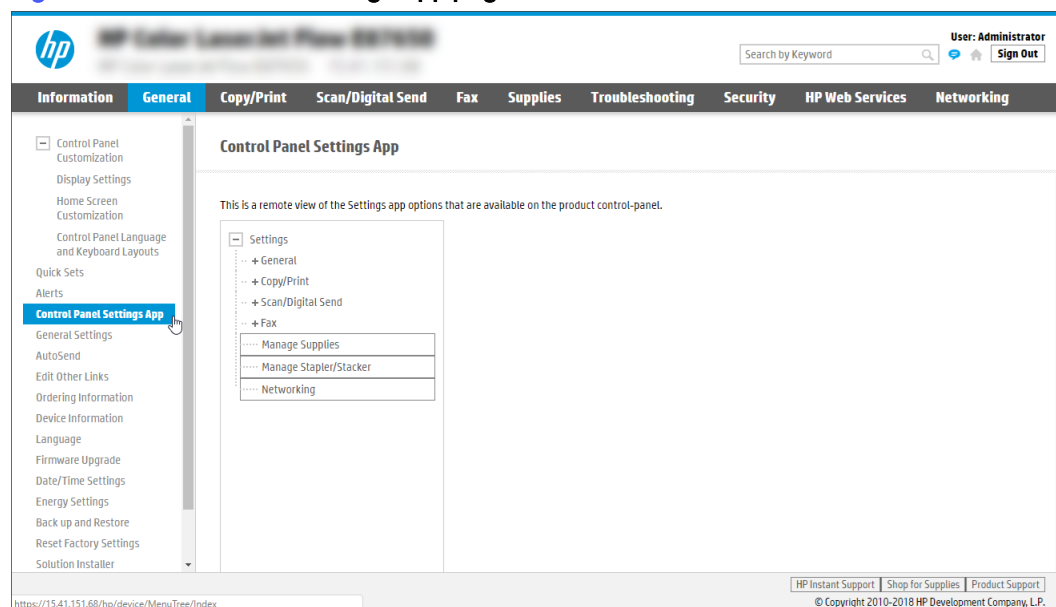 hp
User: Administrator
Search by Keyword
Sign Out
Information General Copy/Print Scan/Digital Send Fax Supplies Troubleshooting Security HP Web Services Networking
Control Panel
Customization
Display Settings
Home Screen
Customization
Control Panel Language
and Keyboard Layouts
Quick Sets
Alerts
Control Panel Settings App
General Settings
AutoSend
Edit Other Links
Ordering Information
Device Information
Language
Firmware Upgrade
Date/Time Settings
Energy Settings
Back up and Restore
Reset Factory Settings
Solution Installer
Control Panel Settings App
This is a remote view of the Settings app options that are available on the product control-panel.
Settings
+ General
+ Copy/Print
+ Scan/Digital Send
+ Fax
Manage Supplies
Manage Stapler/Stacker
Networking
HP Instant Support Shop for Supplies Product Support
© Copyright 2010-2018 HP Development Company, L.P.
https://15.41.151.68/hp/device/MenuTree/Index